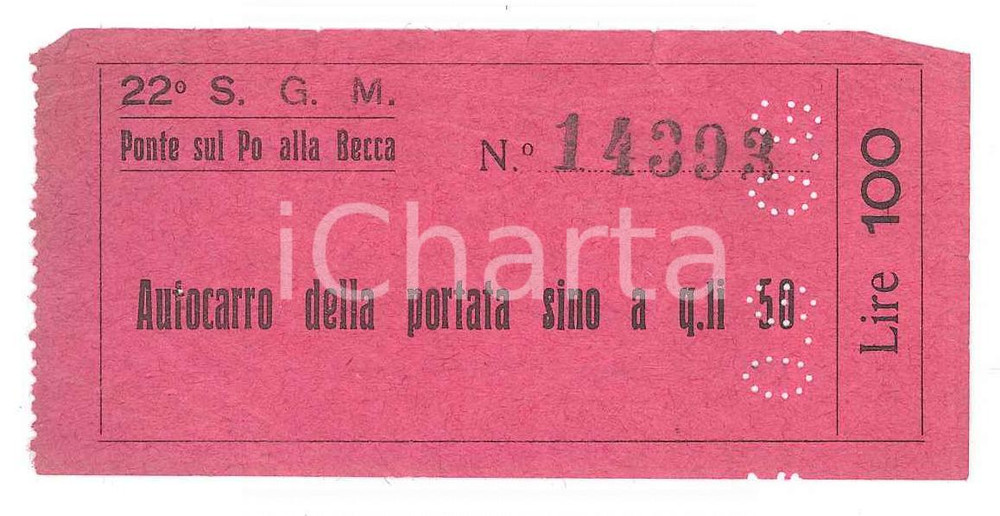 22° S. G. M.
Ponte sul Po alla Becca
N.° 14393
Autocarro della portata sino a q.li 50
Lire 100
iCharta